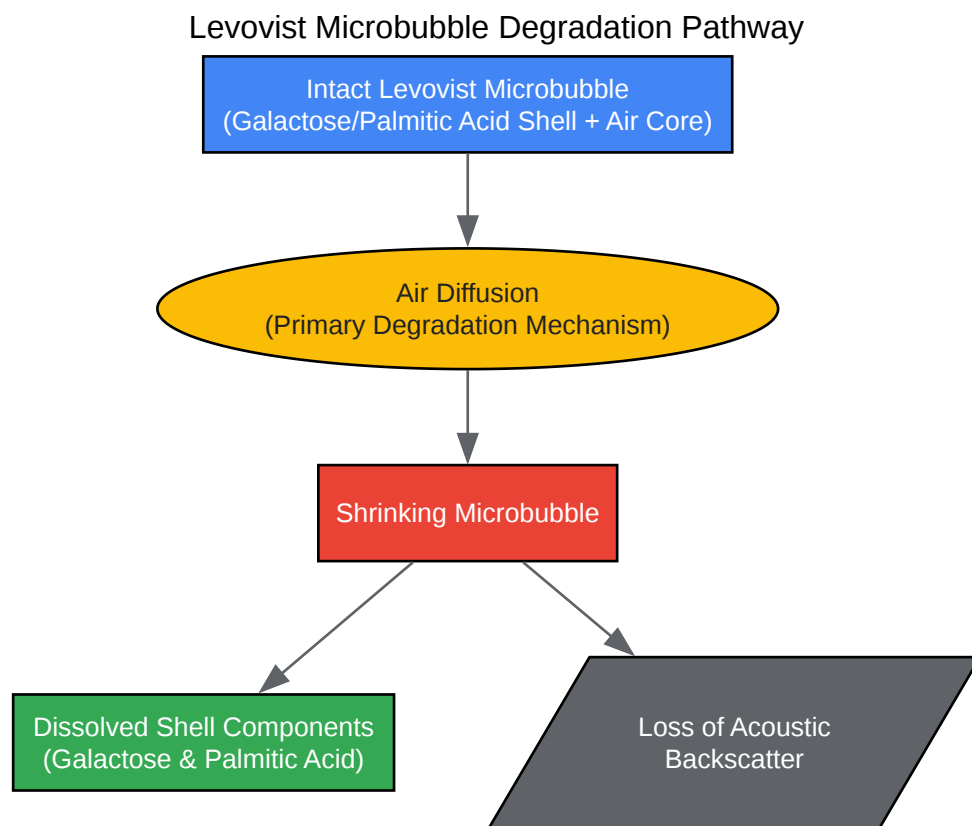 Levovist Microbubble Degradation Pathway
Intact Levovist Microbubble
(Galactose/Palmitic Acid Shell + Air Core)
Air Diffusion
(Primary Degradation Mechanism)
Shrinking Microbubble
Dissolved Shell Components
(Galactose & Palmitic Acid)
Loss of Acoustic
Backscatter